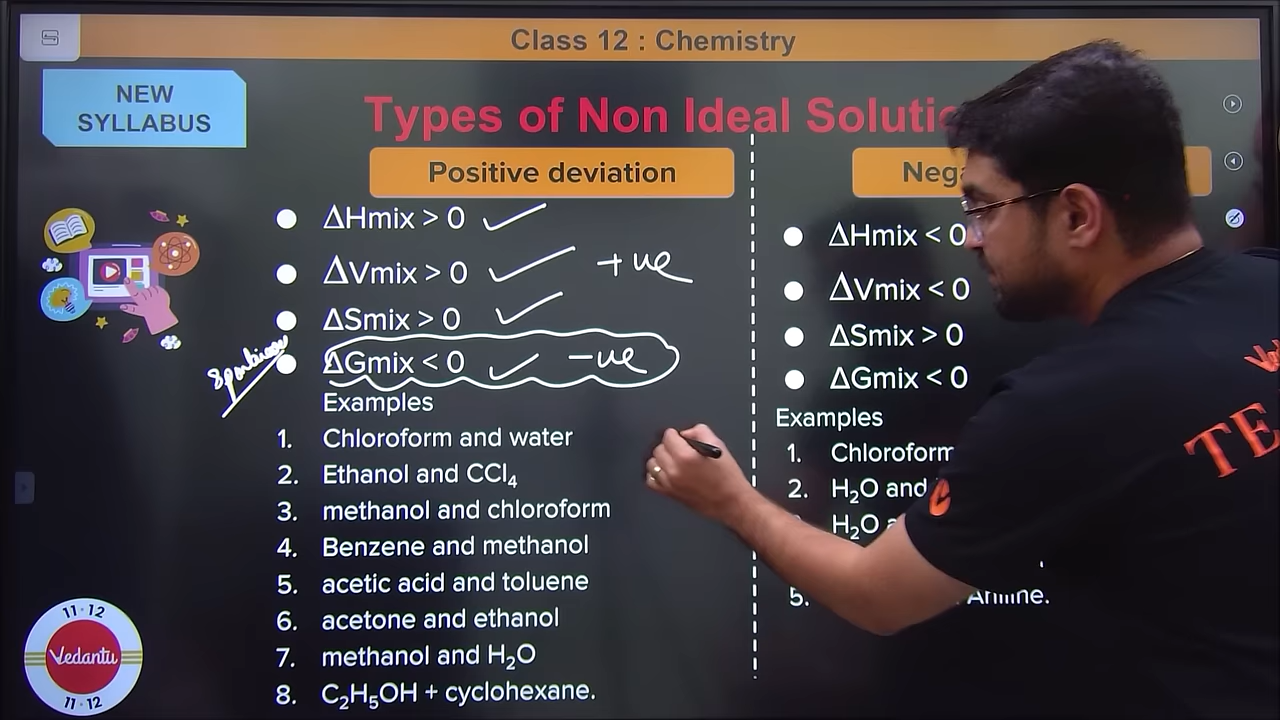 Class 12 : Chemistry
NEW
SYLLABUS
Types of Non Ideal Solutio
Positive deviation
ΔHmix > 0
ΔVmix > 0 +ve
ΔSmix > 0
ΔGmix < 0 -ve
Examples
1. Chloroform and water
2. Ethanol and CCl₄
3. methanol and chloroform
4. Benzene and methanol
5. acetic acid and toluene
6. acetone and ethanol
7. methanol and H₂O
8. C₂H₅OH + cyclohexane.
Nega
ΔHmix < 0
ΔVmix < 0
ΔSmix > 0
ΔGmix < 0
Examples
1. Chloroform
2. H₂O and
H₂O a
5. Aniline.
TE
11·12
Vedantu
11·12